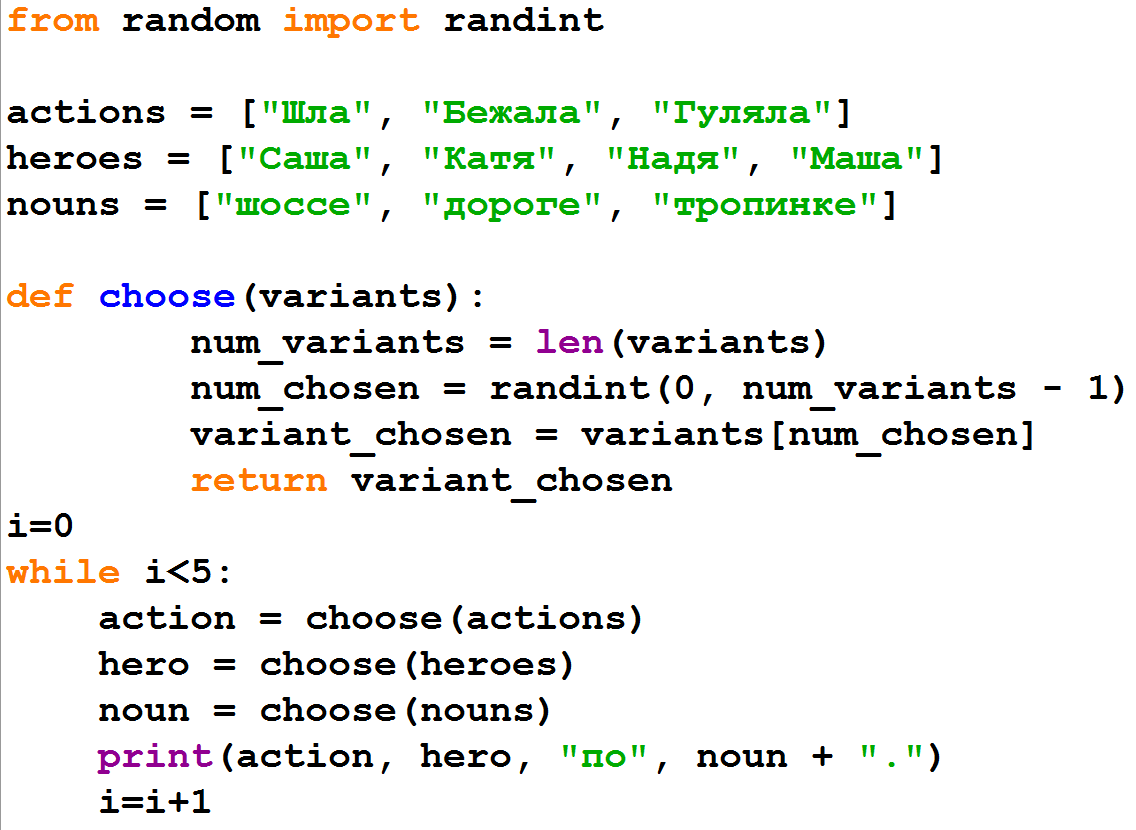 from random import randint
actions = ["Шла", "Бежала", "Гуляла"]
heroes = ["Саша", "Катя", "Надя", "Маша"]
nouns = ["шоссе", "дороге", "тропинке"]
def choose(variants):
        num_variants = len(variants)
        num_chosen = randint(0, num_variants - 1)
        variant_chosen = variants[num_chosen]
        return variant_chosen
i=0
while i<5:
    action = choose(actions)
    hero = choose(heroes)
    noun = choose(nouns)
    print(action, hero, "по", noun + ".")
    i=i+1